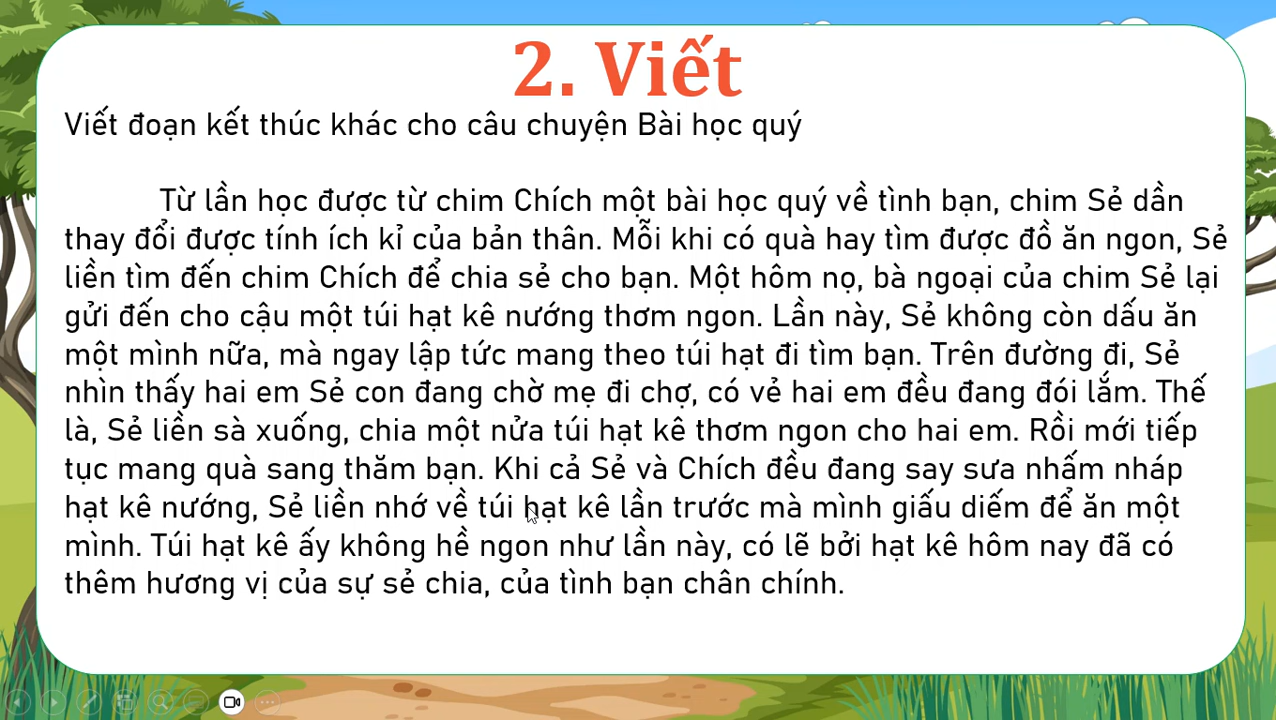 2. Viết
Viết đoạn kết thúc khác cho câu chuyện Bài học quý
Từ lần học được từ chim Chích một bài học quý về tình bạn, chim Sẻ dần
thay đổi được tính ích kỉ của bản thân. Mỗi khi có quà hay tìm được đồ ăn ngon, Sẻ
liền tìm đến chim Chích để chia sẻ cho bạn. Một hôm nọ, bà ngoại của chim Sẻ lại
gửi đến cho cậu một túi hạt kê nướng thơm ngon. Lần này, Sẻ không còn dấu ăn
một mình nữa, mà ngay lập tức mang theo túi hạt đi tìm bạn. Trên đường đi, Sẻ
nhìn thấy hai em Sẻ con đang chờ mẹ đi chợ, có vẻ hai em đều đang đói lắm. Thế
là, Sẻ liền sà xuống, chia một nửa túi hạt kê thơm ngon cho hai em. Rồi mới tiếp
tục mang quà sang thăm bạn. Khi cả Sẻ và Chích đều đang say sưa nhấm nháp
hạt kê nướng, Sẻ liền nhớ về túi hạt kê lần trước mà mình giấu diếm để ăn một
mình. Túi hạt kê ấy không hề ngon như lần này, có lẽ bởi hạt kê hôm nay đã có
thêm hương vị của sự sẻ chia, của tình bạn chân chính.